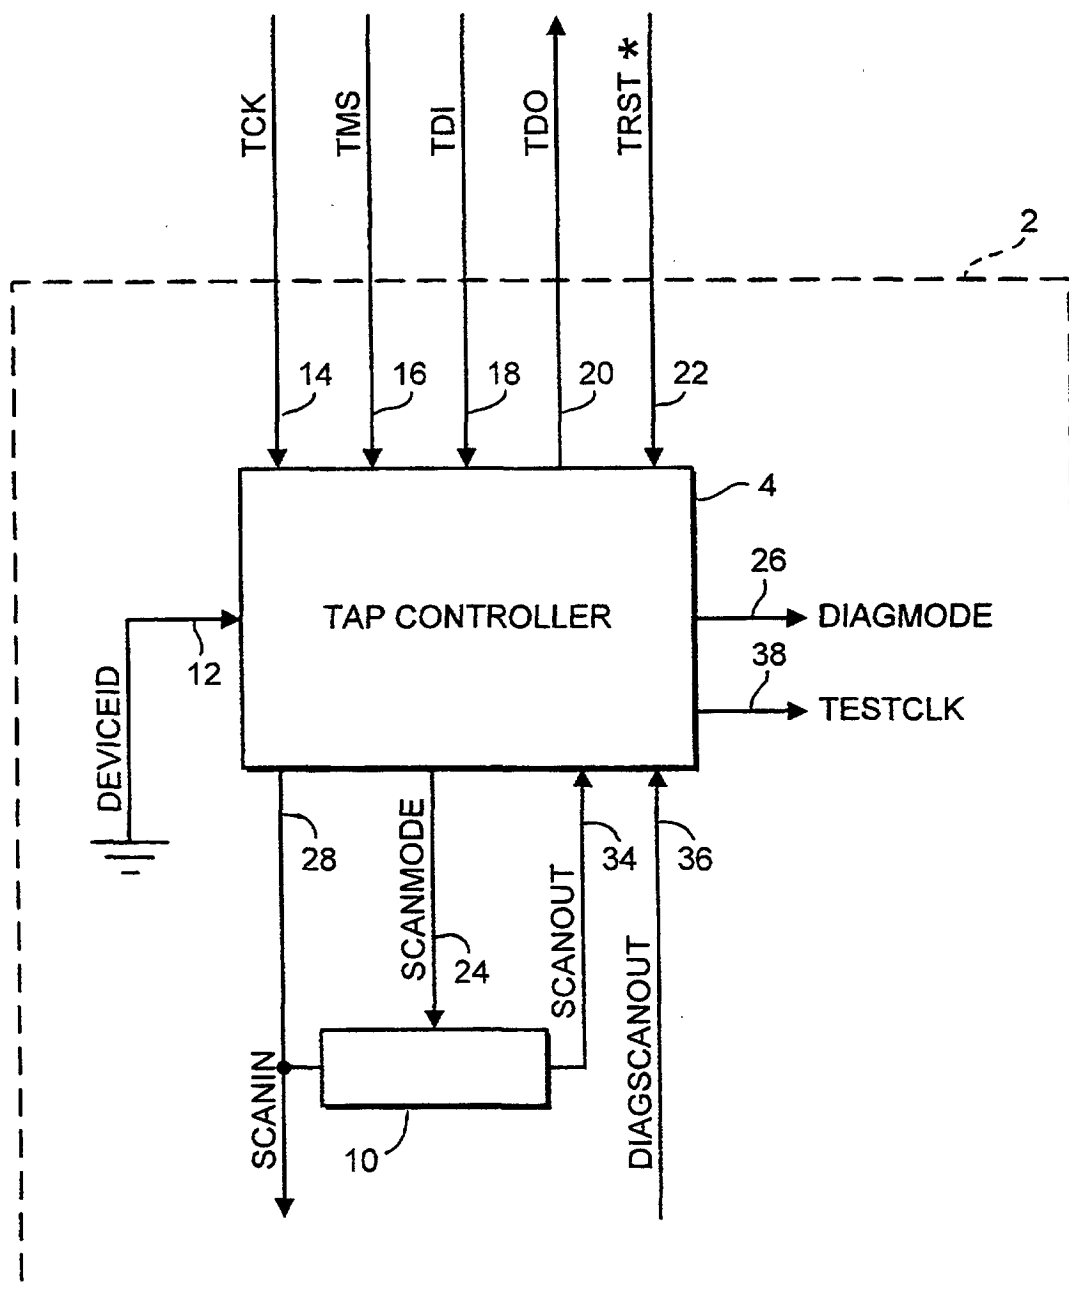 TCK
TMS
TDI
TDO
TRST *
2
14
16
18
20
22
4
TAP CONTROLLER
26
DIAGMODE
12
38
TESTCLK
DEVICEID
28
SCANMODE
24
34
36
SCANOUT
DIAGSCANOUT
SCANIN
10